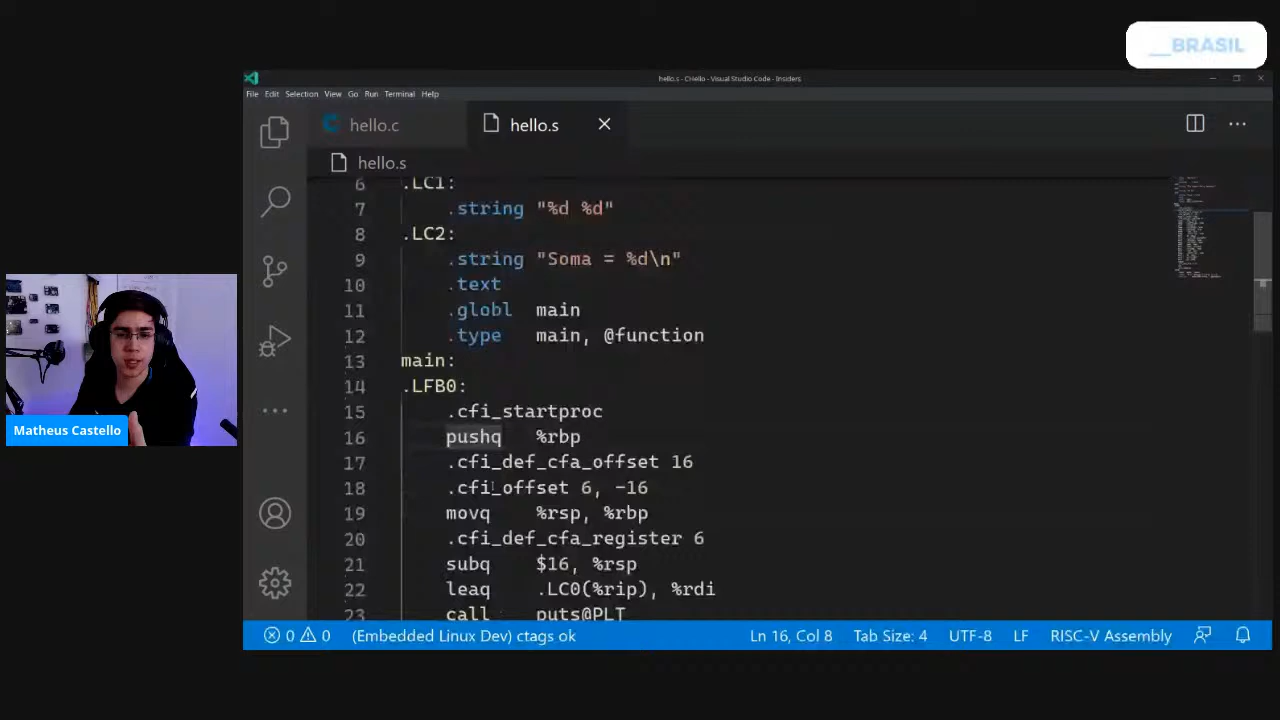 __BRASIL
hello.s - CHello - Visual Studio Code - Insiders
File Edit Selection View Go Run Terminal Help
hello.c hello.s
hello.s
6 .LC1:
7 .string "%d %d"
8 .LC2:
9 .string "Soma = %d\n"
10 .text
11 .globl main
12 .type main, @function
13 main:
14 .LFB0:
15 .cfi_startproc
16 pushq %rbp
17 .cfi_def_cfa_offset 16
18 .cfi_offset 6, -16
19 movq %rsp, %rbp
20 .cfi_def_cfa_register 6
21 subq $16, %rsp
22 leaq .LC0(%rip), %rdi
23 call puts@PLT
Matheus Castello
0 0 (Embedded Linux Dev) ctags ok Ln 16, Col 8 Tab Size: 4 UTF-8 LF RISC-V Assembly